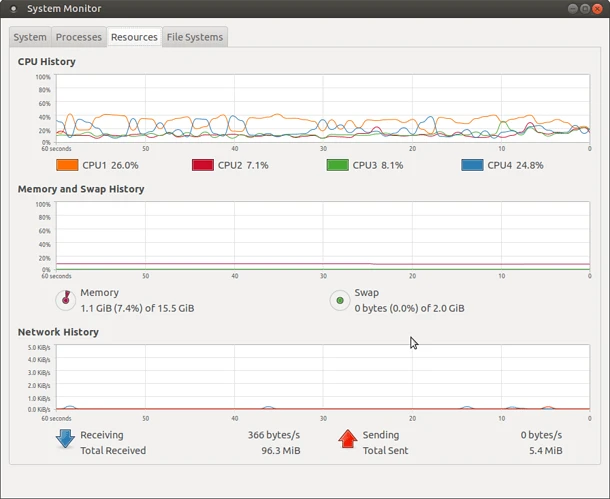 System Monitor
System Processes Resources File Systems
CPU History
100%
80%
60%
40%
20%
0%
60 seconds 50 40 30 20 10 0
CPU1 26.0% CPU2 7.1% CPU3 8.1% CPU4 24.8%
Memory and Swap History
100%
80%
60%
40%
20%
0%
60 seconds 50 40 30 20 10 0
Memory Swap
1.1 GiB (7.4%) of 15.5 GiB 0 bytes (0.0%) of 2.0 GiB
Network History
5.0 KiB/s
4.0 KiB/s
3.0 KiB/s
2.0 KiB/s
1.0 KiB/s
0.0 KiB/s
60 seconds 50 40 30 20 10 0
Receiving 366 bytes/s Sending 0 bytes/s
Total Received 96.3 MiB Total Sent 5.4 MiB